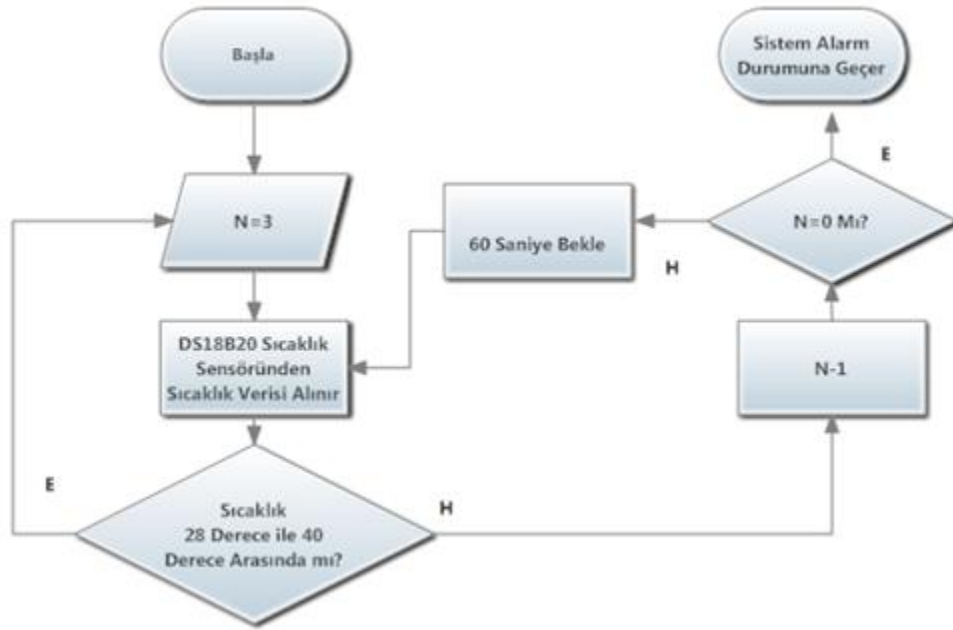 Başla
N=3
DS18B20 Sıcaklık
Sensöründen
Sıcaklık Verisi Alınır
Sıcaklık
28 Derece ile 40
Derece Arasında mı?
E
H
N-1
N=0 Mı?
E
H
60 Saniye Bekle
Sistem Alarm
Durumuna Geçer